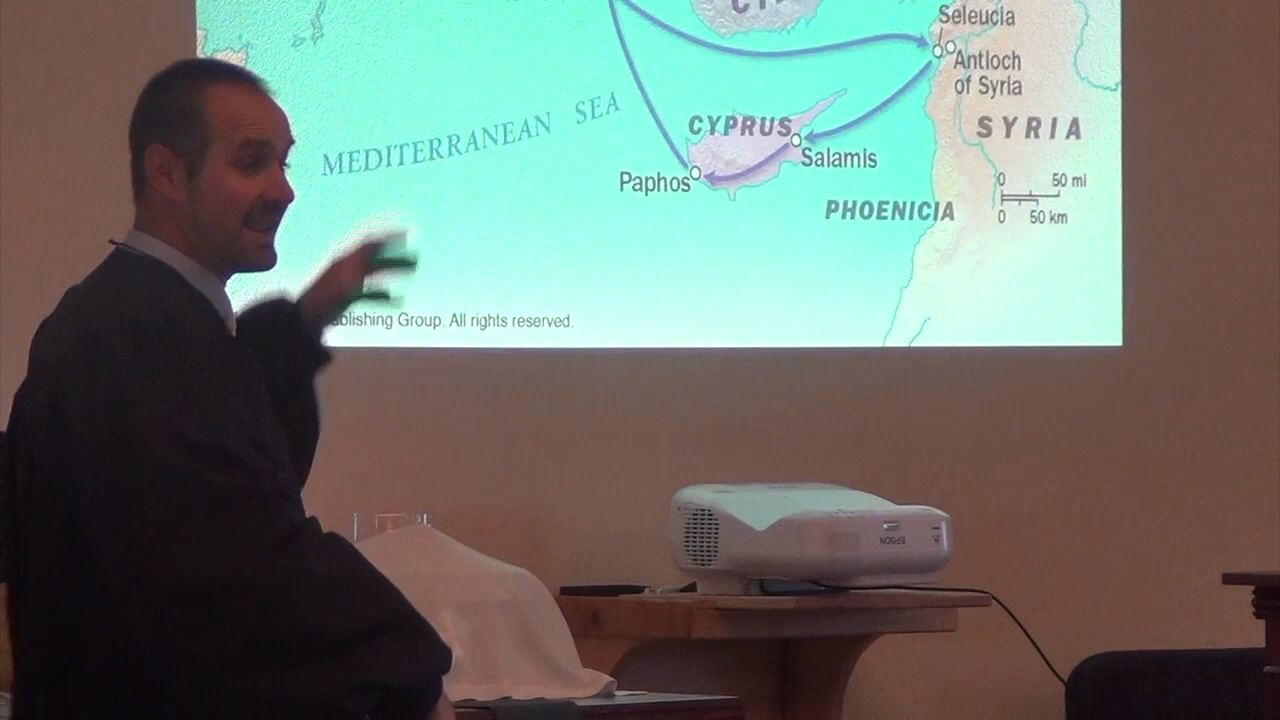 Seleucia
Antioch
of Syria
MEDITERRANEAN SEA
CYPRUS
SYRIA
Salamis
Paphos
0 50 mi
PHOENICIA
0 50 km
Group. All rights reserved.
EPSON